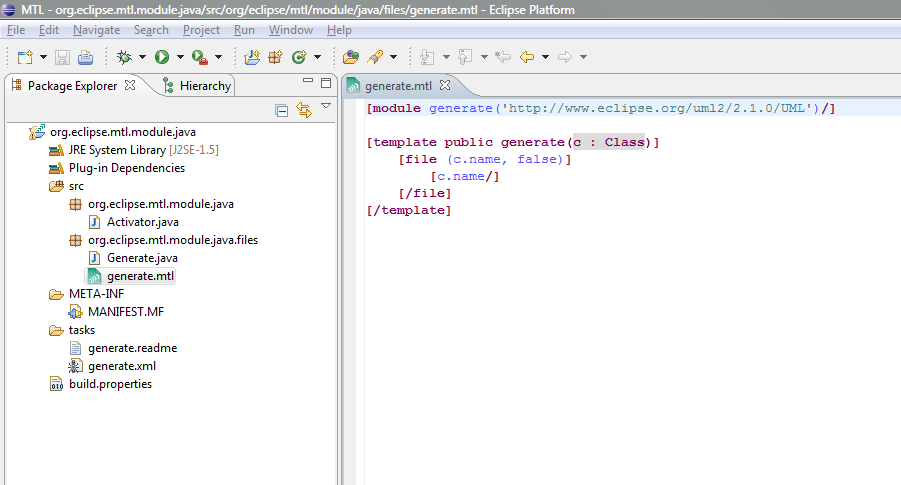 MTL - org.eclipse.mtl.module.java/src/org/eclipse/mtl/module/java/files/generate.mtl - Eclipse Platform
File Edit Navigate Search Project Run Window Help
Package Explorer Hierarchy
org.eclipse.mtl.module.java
JRE System Library [J2SE-1.5]
Plug-in Dependencies
src
org.eclipse.mtl.module.java
Activator.java
org.eclipse.mtl.module.java.files
Generate.java
generate.mtl
META-INF
MANIFEST.MF
tasks
generate.readme
generate.xml
build.properties
generate.mtl
[module generate('http://www.eclipse.org/uml2/2.1.0/UML')/]
[template public generate(c : Class)]
[file (c.name, false)]
[c.name/]
[/file]
[/template]